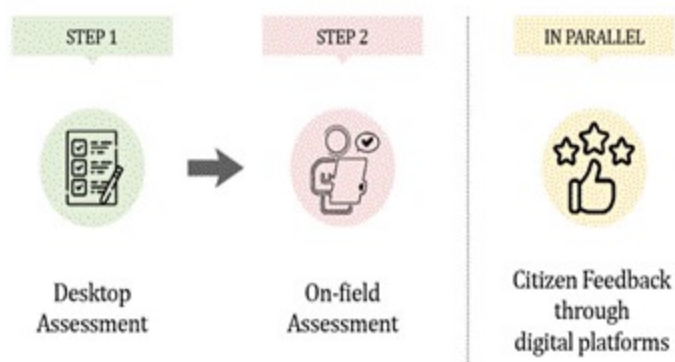 STEP 1
STEP 2
IN PARALLEL
Desktop
Assessment
On-field
Assessment
Citizen Feedback
through
digital platforms